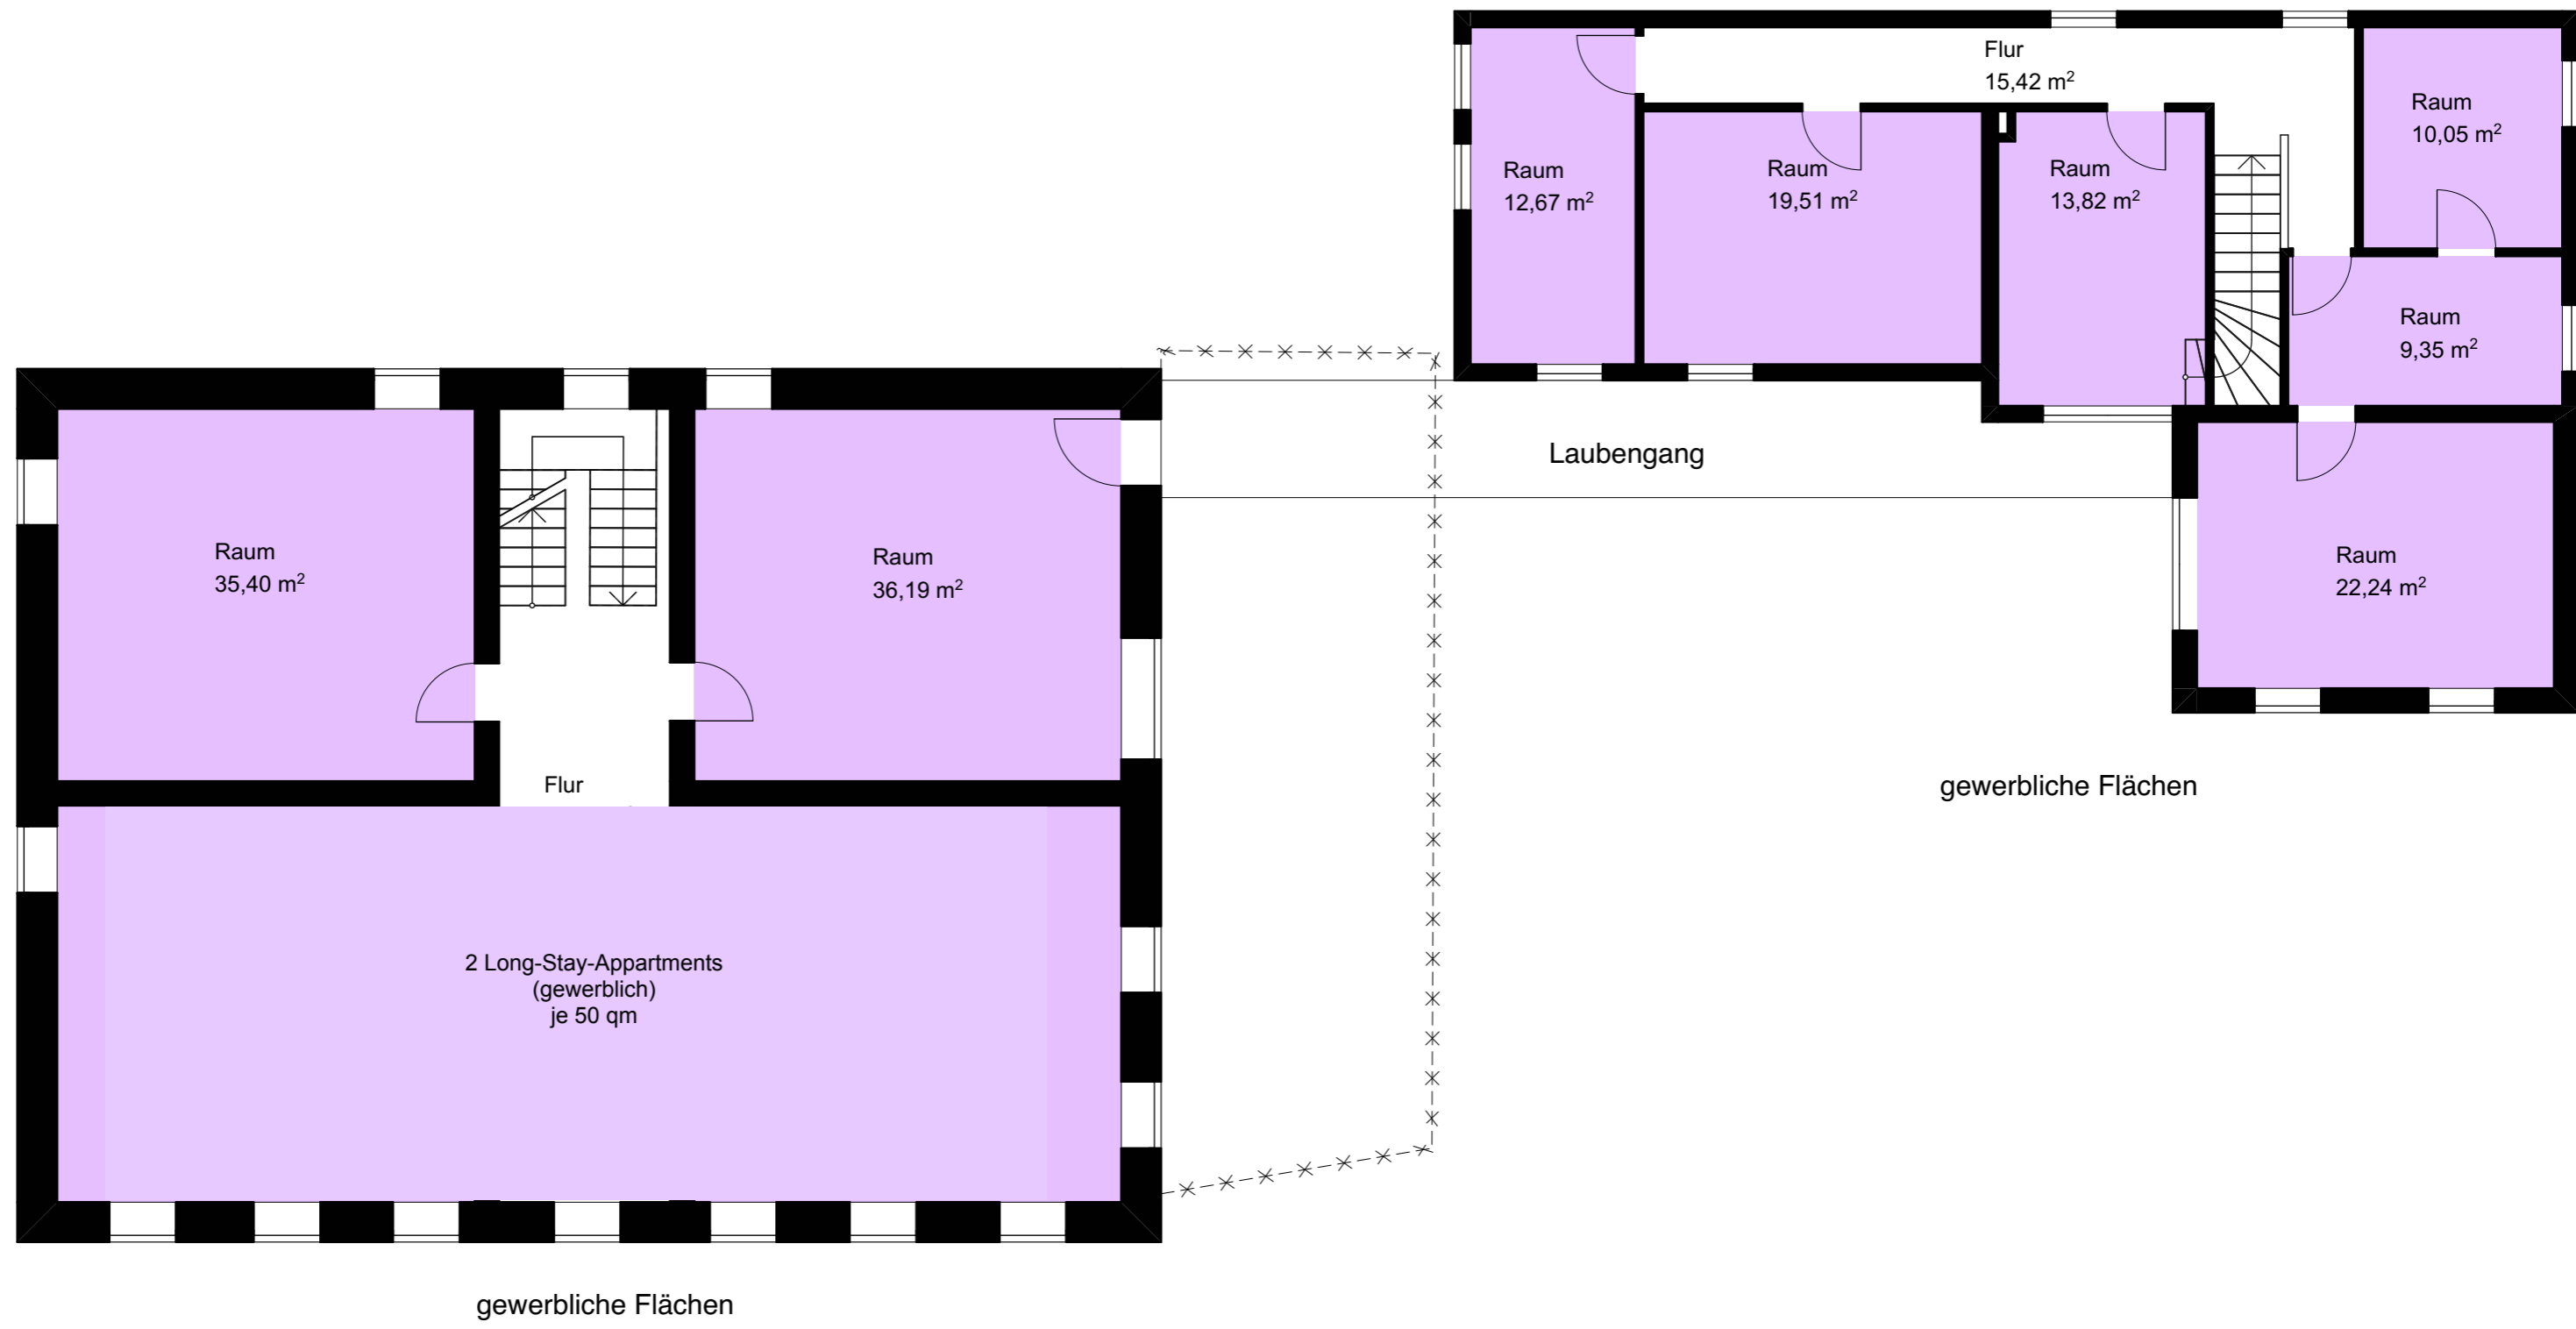 Flur
15,42 m²
Raum
10,05 m²
Raum
12,67 m²
Raum
19,51 m²
Raum
13,82 m²
Raum
9,35 m²
Laubengang
Raum
35,40 m²
Raum
36,19 m²
Raum
22,24 m²
Flur
gewerbliche Flächen
2 Long-Stay-Appartments
(gewerblich)
je 50 qm
gewerbliche Flächen